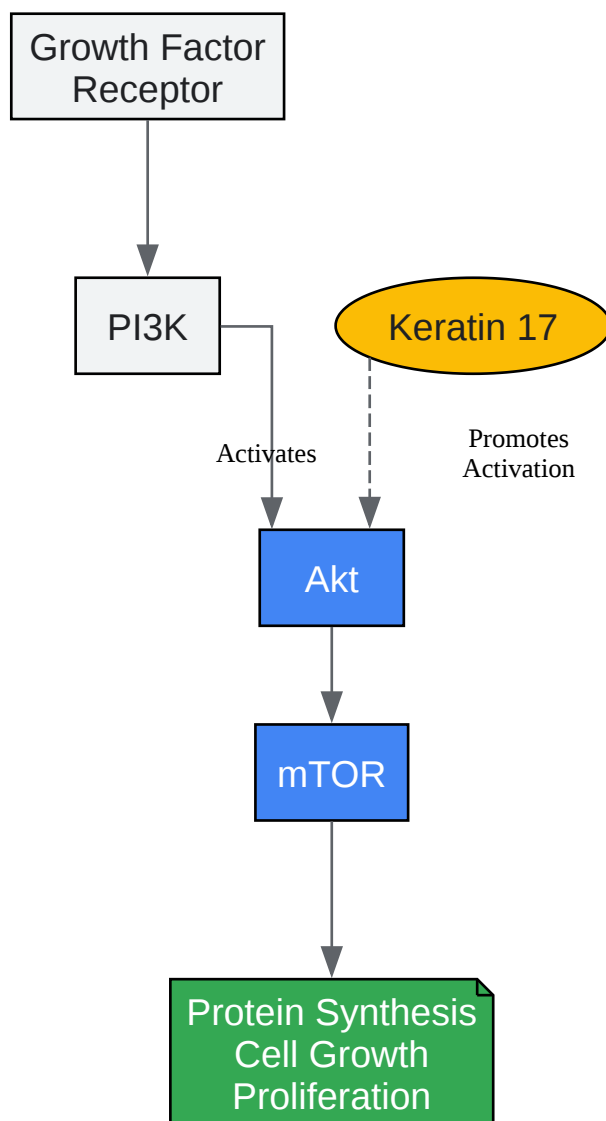 Growth Factor
Receptor
PI3K
Keratin 17
Activates
Promotes
Activation
Akt
mTOR
Protein Synthesis
Cell Growth
Proliferation